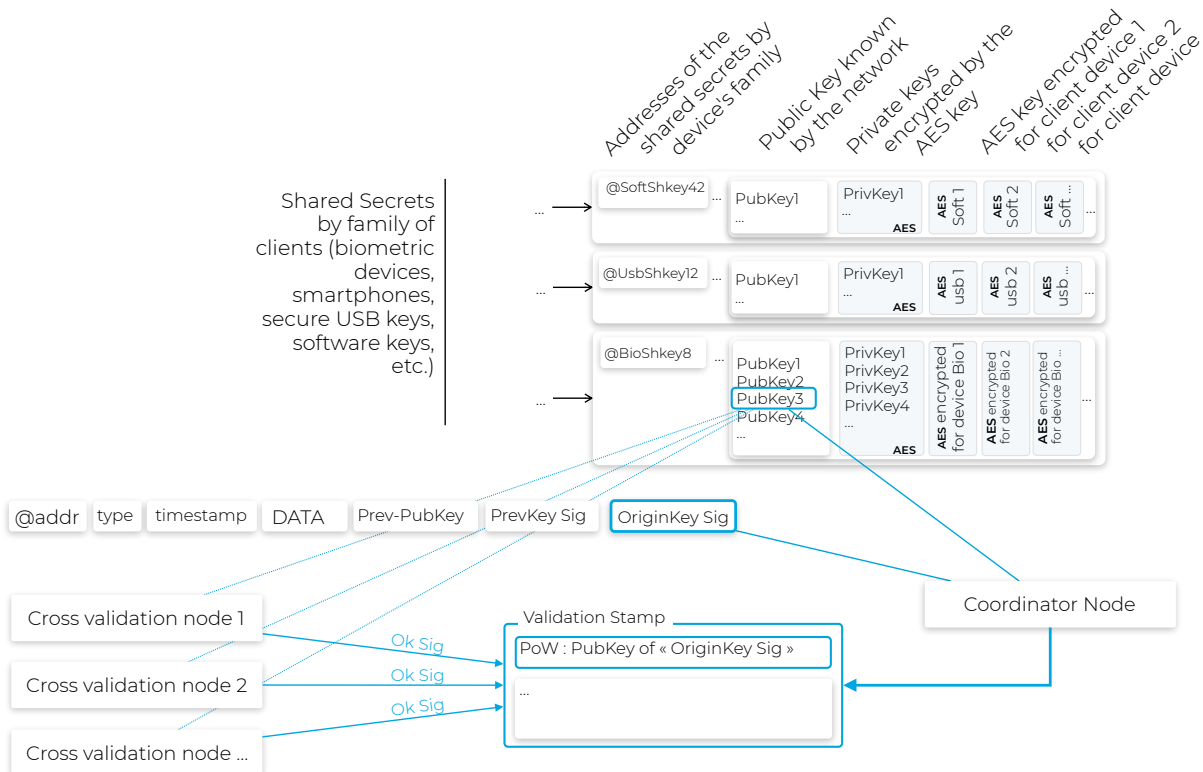 Addresses of the
shared secrets by
device's family
Public Key known
by the network
Private keys
encrypted by the
AES key
AES key encrypted
for client device 1
for client device 2
for client device
Shared Secrets
by family of
clients (biometric
devices,
smartphones,
secure USB keys,
software keys,
etc.)
...
@SoftShkey42
...
PubKey1
...
PrivKey1
...
AES
AES
Soft 1
AES
Soft 2
AES
Soft ...
...
...
@UsbShkey12
...
PubKey1
...
PrivKey1
...
AES
AES
usb 1
AES
usb 2
AES
usb ...
...
...
@BioShkey8
...
PubKey1
PubKey2
PubKey3
PubKey4
...
PrivKey1
PrivKey2
PrivKey3
PrivKey4
...
AES
AES encrypted
for device Bio 1
AES encrypted
for device Bio 2
AES encrypted
for device Bio ...
...
@addr
type
timestamp
DATA
Prev-PubKey
PrevKey Sig
OriginKey Sig
Coordinator Node
Cross validation node 1
Cross validation node 2
Cross validation node ...
Ok Sig
Ok Sig
Ok Sig
Validation Stamp
PoW : PubKey of « OriginKey Sig »
...